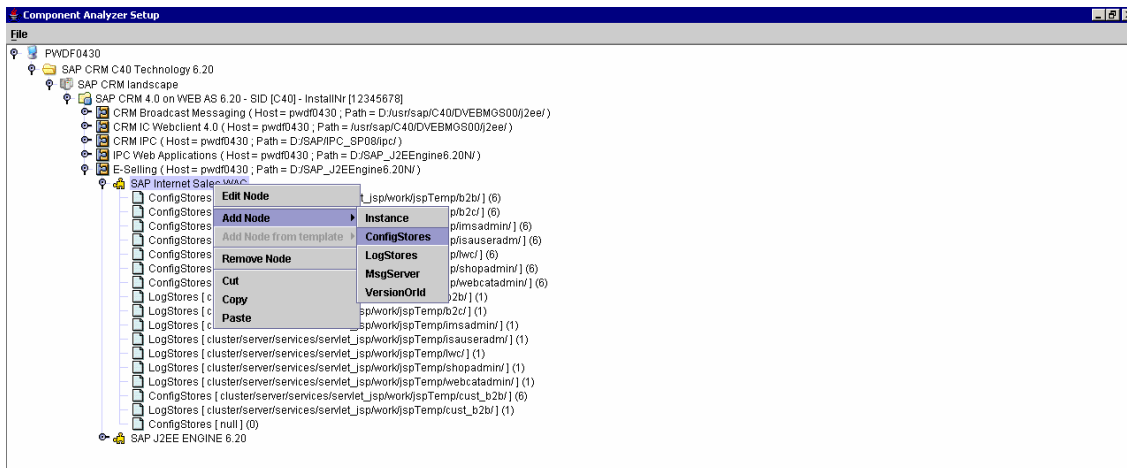 Component Analyzer Setup
File
PWDF0430
SAP CRM C40 Technology 6.20
SAP CRM landscape
SAP CRM 4.0 on WEB AS 6.20 - SID [C40] - InstallNr [12345678]
CRM Broadcast Messaging ( Host = pwdf0430 ; Path = D:/usr/sap/C40/DVEBMGS00/j2ee/ )
CRM IC Webclient 4.0 ( Host = pwdf0430 ; Path = /usr/sap/C40/DVEBMGS00/j2ee/ )
CRM IPC ( Host = pwdf0430 ; Path = D:/SAP/IPC_SP08/ipc/ )
IPC Web Applications ( Host = pwdf0430 ; Path = D:/SAP_J2EEngine6.20N/ )
E-Selling ( Host = pwdf0430 ; Path = D:/SAP_J2EEngine6.20N/ )
SAP Internet Sales WAC
ConfigStores t_jsp/work/jspTemp/b2b/ ] (6)
ConfigStores p/b2c/ ] (6)
ConfigStores p/imsadmin/ ] (6)
ConfigStores p/isauseradm/ ] (6)
ConfigStores p/lwc/ ] (6)
ConfigStores p/shopadmin/ ] (6)
ConfigStores p/webcatadmin/ ] (6)
LogStores [ c b2b/ ] (1)
LogStores [ c sp/work/jspTemp/b2c/ ] (1)
LogStores [ c sp/work/jspTemp/imsadmin/ ] (1)
LogStores [ cluster/server/services/servlet_jsp/work/jspTemp/isauseradm/ ] (1)
LogStores [ cluster/server/services/servlet_jsp/work/jspTemp/lwc/ ] (1)
LogStores [ cluster/server/services/servlet_jsp/work/jspTemp/shopadmin/ ] (1)
LogStores [ cluster/server/services/servlet_jsp/work/jspTemp/webcatadmin/ ] (1)
ConfigStores [ cluster/server/services/servlet_jsp/work/jspTemp/cust_b2b/ ] (6)
LogStores [ cluster/server/services/servlet_jsp/work/jspTemp/cust_b2b/ ] (1)
ConfigStores [ null ] (0)
SAP J2EE ENGINE 6.20
Edit Node
Add Node
Add Node from template
Remove Node
Cut
Copy
Paste
Instance
ConfigStores
LogStores
MsgServer
VersionOrId